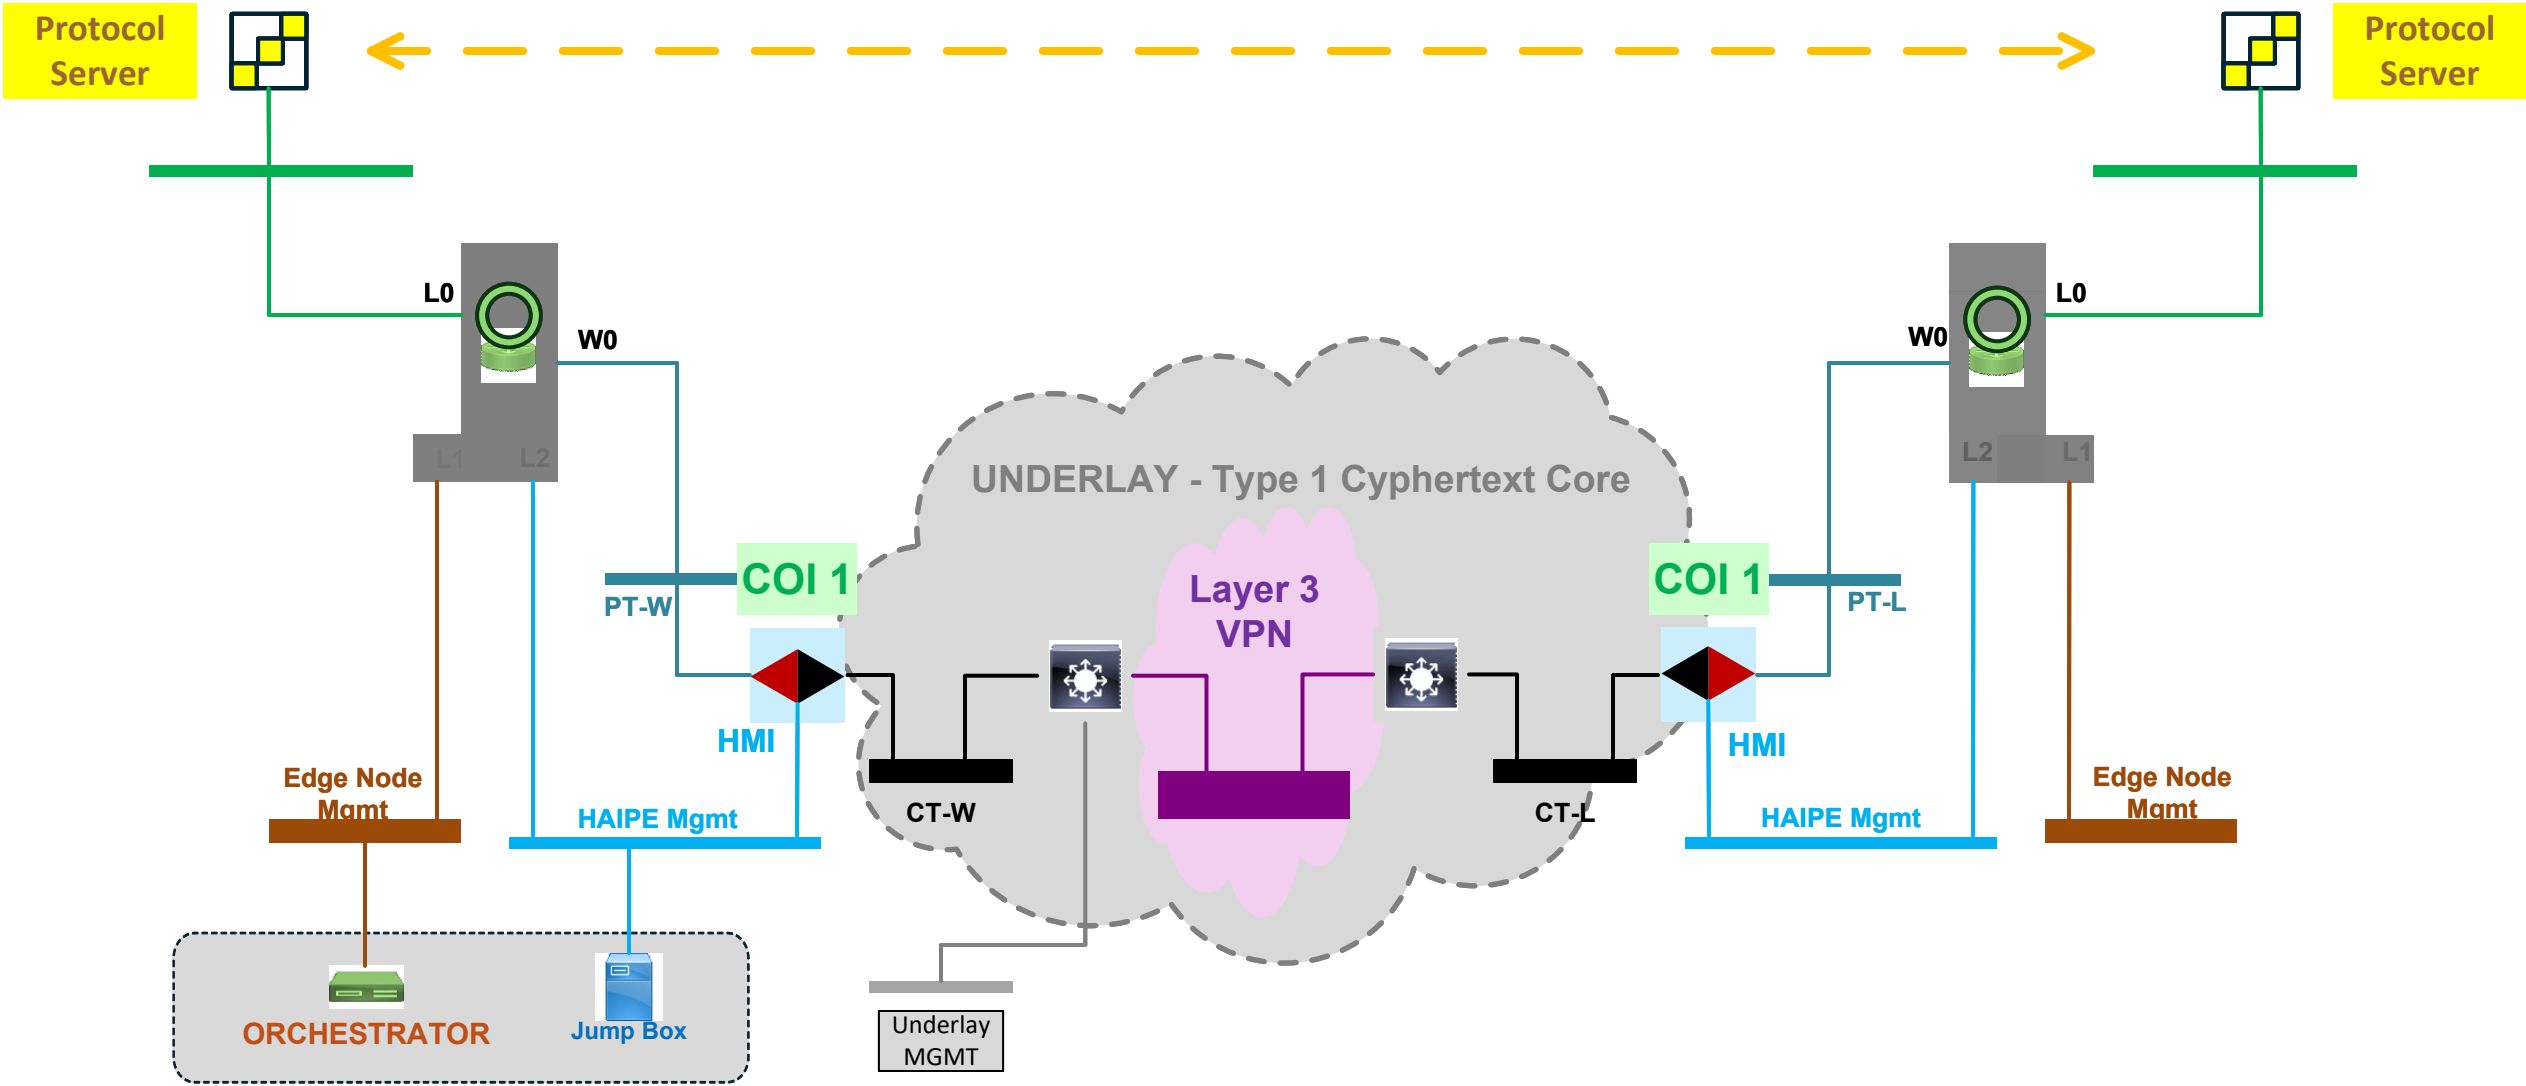 Protocol
Server
Protocol
Server
L0
W0
L1
L2
L0
W0
L2
L1
UNDERLAY - Type 1 Cyphertext Core
COI 1
PT-W
HMI
Layer 3
VPN
COI 1
PT-L
HMI
Edge Node
Mgmt
HAIPE Mgmt
CT-W
CT-L
HAIPE Mgmt
Edge Node
Mgmt
ORCHESTRATOR
Jump Box
Underlay
MGMT